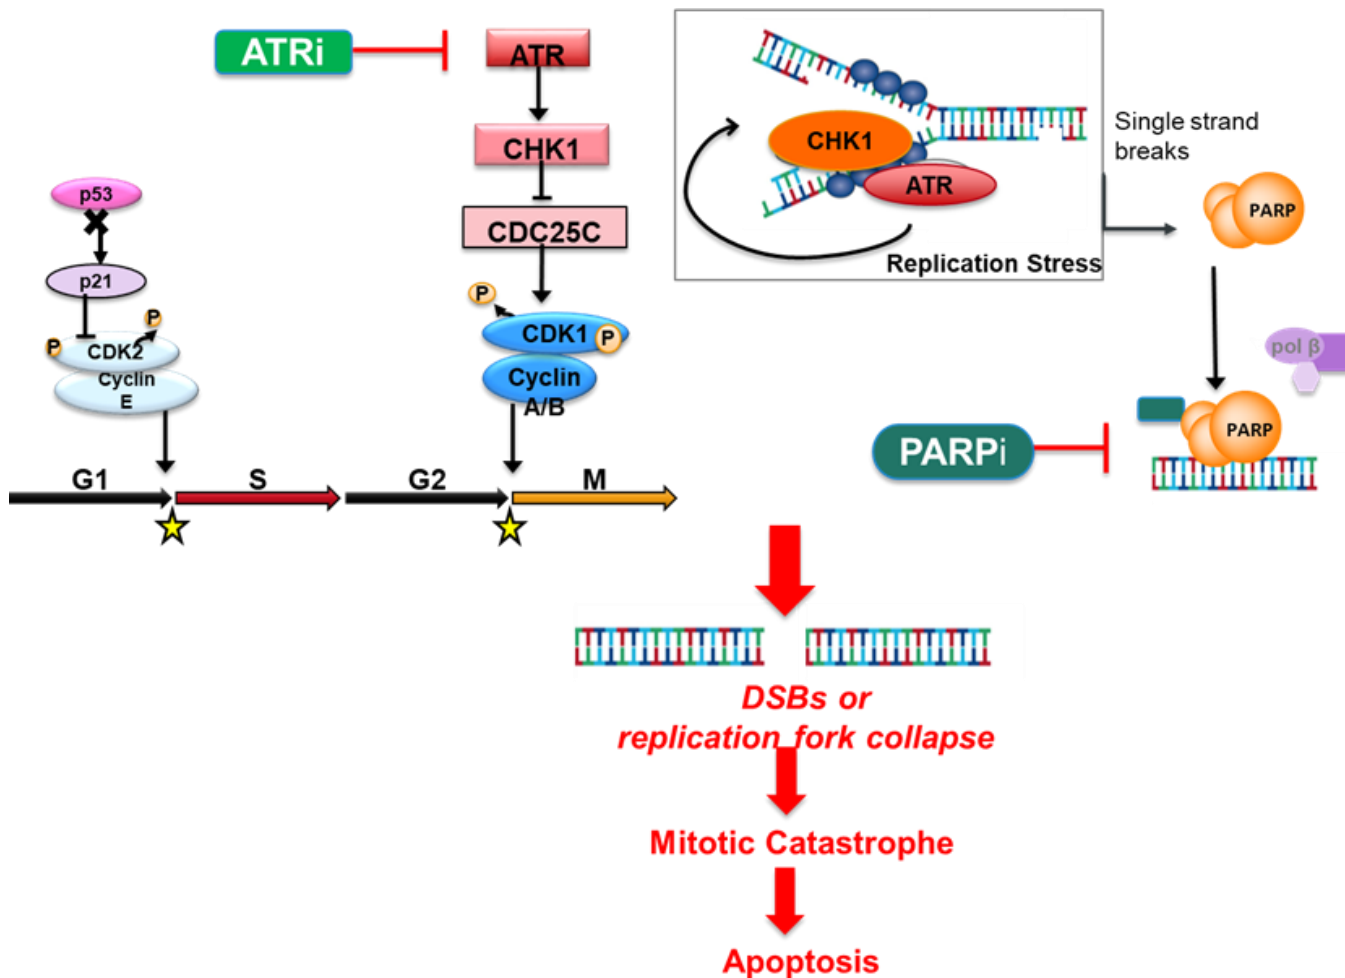 ATRi
ATR
CHK1
CDC25C
P
CDK1
P
Cyclin
A/B
p53
p21
P
P
CDK2
Cyclin
E
G1
S
G2
M
CHK1
ATR
Replication Stress
Single strand
breaks
PARP
pol β
PARP
PARPi
DSBs or
replication fork collapse
Mitotic Catastrophe
Apoptosis